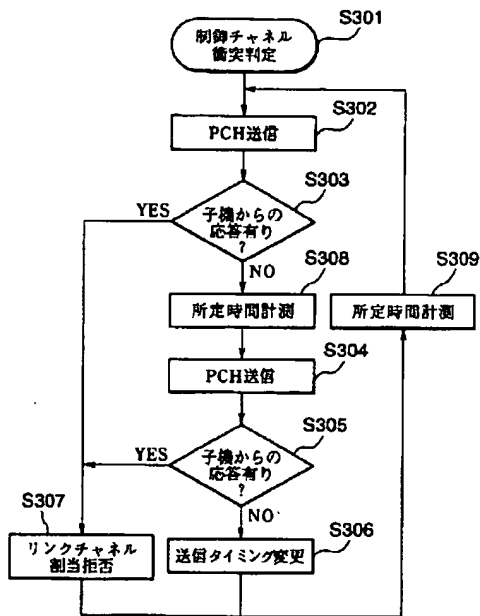 S301
制御チャネル
衝突判定
S302
PCH送信
S303
YES
子機からの
応答有り
?
NO
S308
所定時間計測
S309
所定時間計測
S304
PCH送信
S305
YES
子機からの
応答有り
?
NO
S307
リンクチャネル
割当拒否
S306
送信タイミング変更